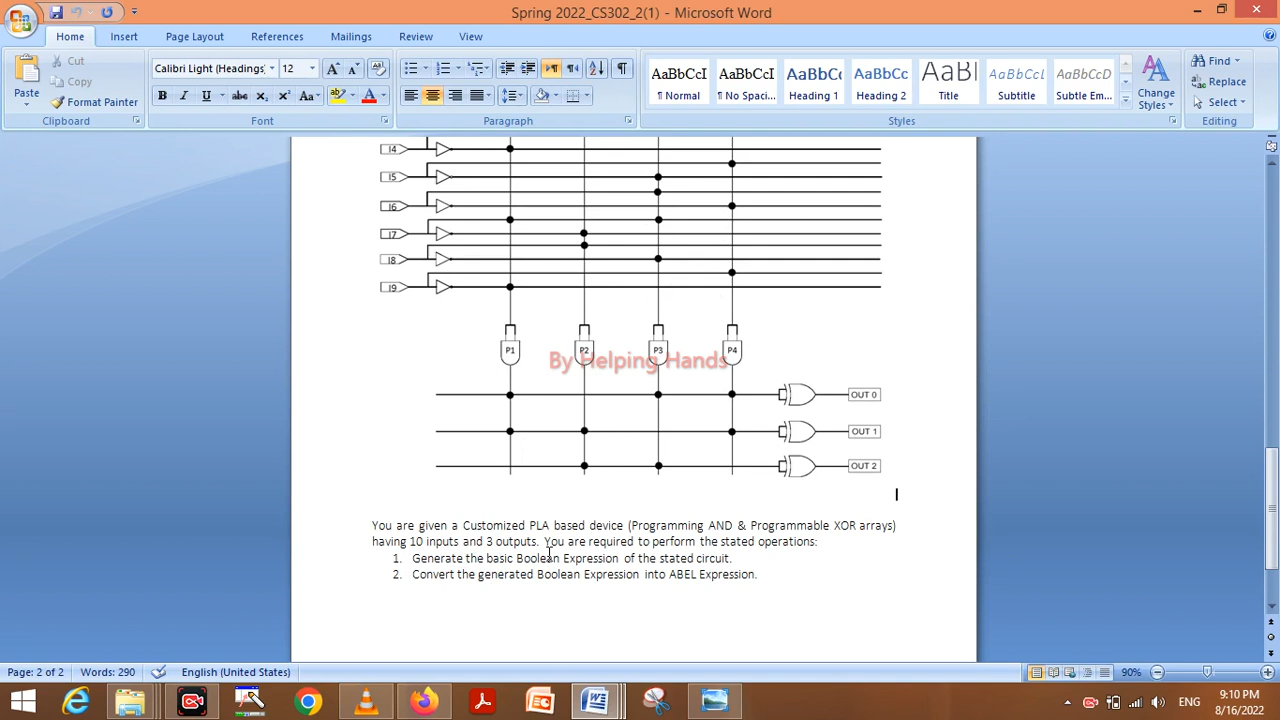 Spring 2022_CS302_2(1) - Microsoft Word
Home Insert Page Layout References Mailings Review View
Paste
Cut
Copy
Format Painter
Clipboard
Calibri Light (Headings 12
B I U abc x₂ x² Aa
Font
Paragraph
AaBbCcI AaBbCcI AaBbCc AaBbCc AaBl AaBbCcI AaBbCcD
¶ Normal ¶ No Spaci... Heading 1 Heading 2 Title Subtitle Subtle Em...
Styles
Change Styles
Find
Replace
Select
Editing
I4
I5
I6
I7
I8
I9
P1 P2 P3 P4
By Helping Hands
OUT 0
OUT 1
OUT 2
You are given a Customized PLA based device (Programming AND & Programmable XOR arrays)
having 10 inputs and 3 outputs. You are required to perform the stated operations:
1. Generate the basic Boolean Expression of the stated circuit.
2. Convert the generated Boolean Expression into ABEL Expression.
Page: 2 of 2 Words: 290 English (United States) 90%
ENG 9:10 PM
8/16/2022